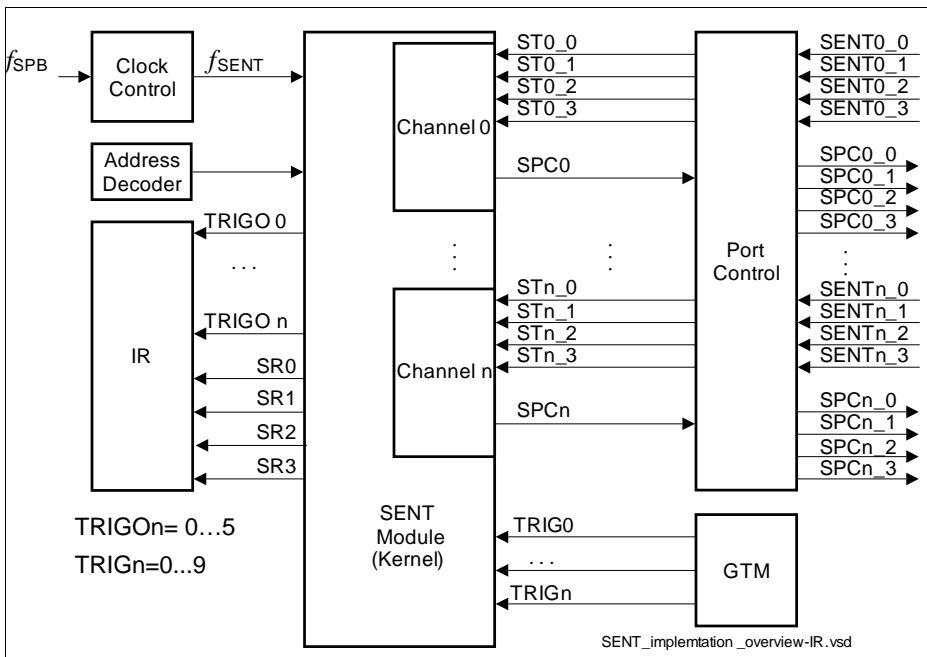 fSPB
Clock
Control
fSENT
Address
Decoder
TRIGO 0
...
TRIGO n
IR
SR0
SR1
SR2
SR3
TRIGOn= 0...5
TRIGn=0...9
Channel 0
...
Channel n
SENT
Module
(Kernel)
ST0_0
ST0_1
ST0_2
ST0_3
SPC0
...
STn_0
STn_1
STn_2
STn_3
SPCn
TRIG0
...
TRIGn
Port
Control
GTM
SENT0_0
SENT0_1
SENT0_2
SENT0_3
SPC0_0
SPC0_1
SPC0_2
SPC0_3
...
SENTn_0
SENTn_1
SENTn_2
SENTn_3
SPCn_0
SPCn_1
SPCn_2
SPCn_3
SENT_implemtation _overview-IR.vsd